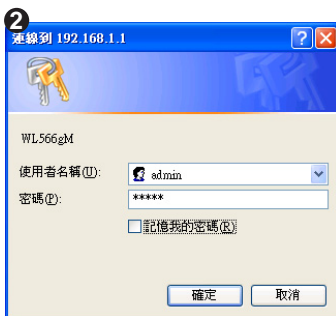 2
連線到 192.168.1.1
WL566gM
使用者名稱(U): admin
密碼(P): *****
記憶我的密碼(R)
確定 取消